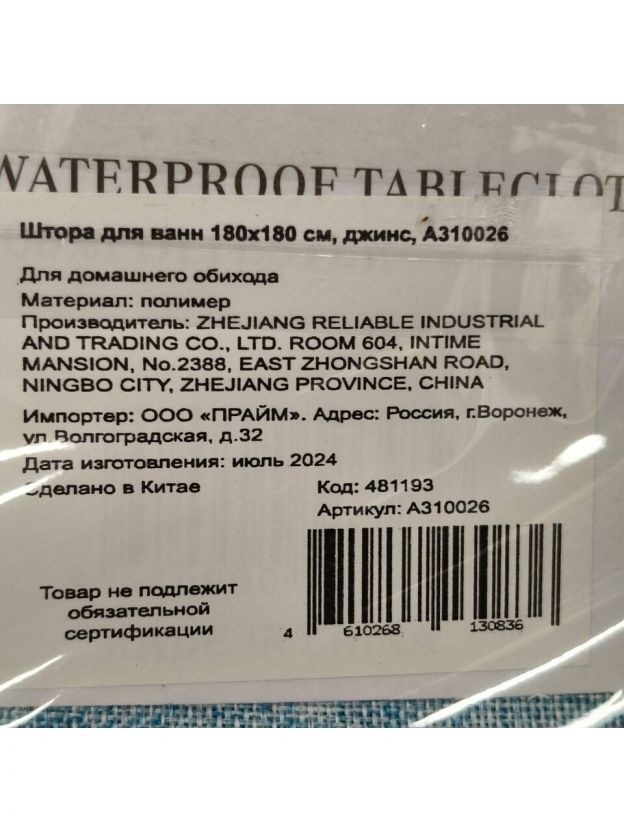 WATERPROOF TABLECLOT
Штора для ванн 180x180 см, джинс, А310026
Для домашнего обихода
Материал: полимер
Производитель: ZHEJIANG RELIABLE INDUSTRIAL
AND TRADING CO., LTD. ROOM 604, INTIME
MANSION, No.2388, EAST ZHONGSHAN ROAD,
NINGBO CITY, ZHEJIANG PROVINCE, CHINA
Импортер: ООО «ПРАЙМ». Адрес: Россия, г.Воронеж,
ул.Волгоградская, д.32
Дата изготовления: июль 2024
Сделано в Китае
Код: 481193
Артикул: А310026
Товар не подлежит
обязательной
сертификации
4 610268 130836